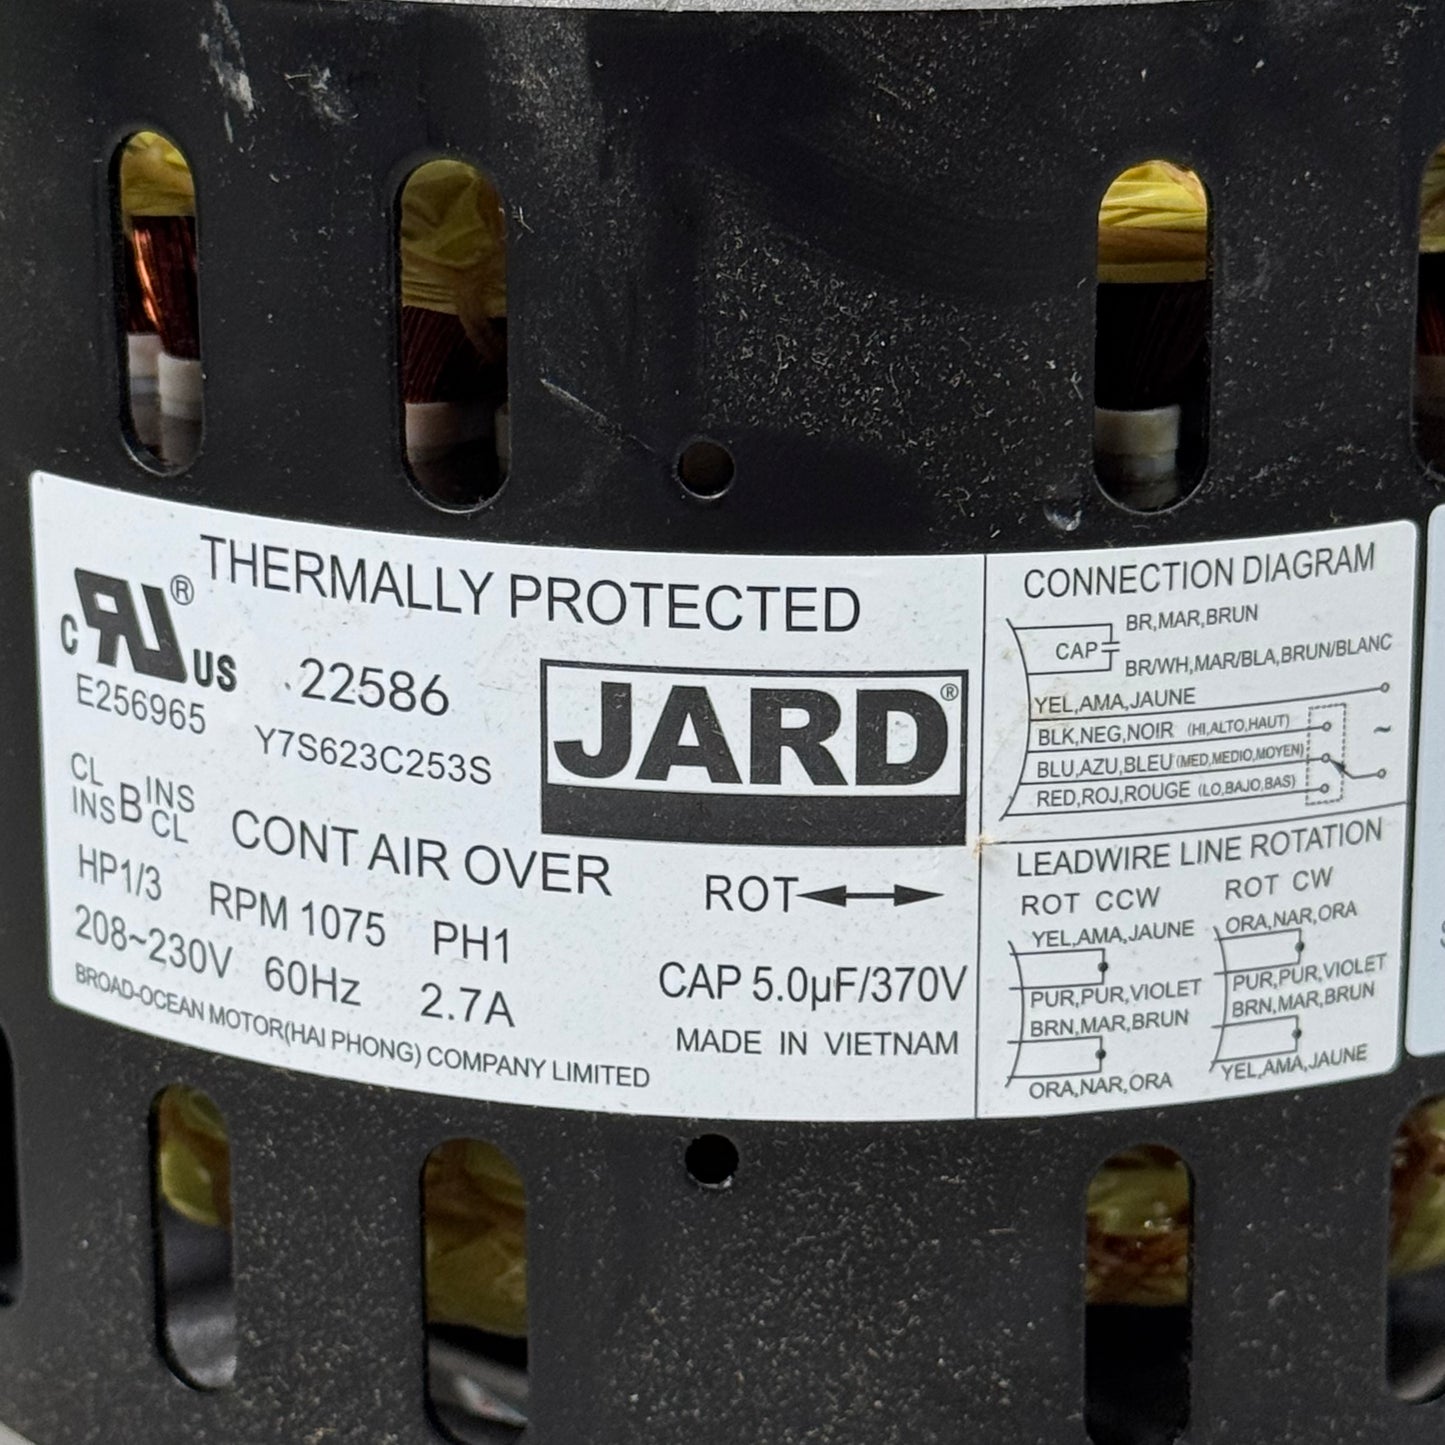 THERMALLY PROTECTED
c RU® US
E256965
22586
Y7S623C253S
JARD®
CL INS
INS B CL
CONT AIR OVER
HP1/3 RPM 1075 PH1
ROT
208~230V 60Hz 2.7A
CAP 5.0µF/370V
BROAD-OCEAN MOTOR(HAI PHONG) COMPANY LIMITED
MADE IN VIETNAM
CONNECTION DIAGRAM
BR,MAR,BRUN
CAP
BR/WH,MAR/BLA,BRUN/BLANC
YEL,AMA,JAUNE
BLK,NEG,NOIR (HI,ALTO,HAUT)
~
BLU,AZU,BLEU (MED,MEDIO,MOYEN)
RED,ROJ,ROUGE (LO,BAJO,BAS)
LEADWIRE LINE ROTATION
ROT CCW
YEL,AMA,JAUNE
PUR,PUR,VIOLET
BRN,MAR,BRUN
ORA,NAR,ORA
ROT CW
ORA,NAR,ORA
PUR,PUR,VIOLET
BRN,MAR,BRUN
YEL,AMA,JAUNE